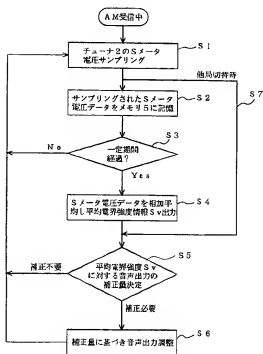 AM受信中
チューナ2のSメータ
電圧サンプリング
S1
他局切替待
S7
サンプリングされたSメータ
電圧データをメモリ5に記憶
S2
S3
一定期間
経過？
No
Yes
Sメータ電圧データを相加平
均し平均電界強度情報Sv出力
S4
S5
平均電界強度Sv
に対する音声出力の
補正量決定
補正不要
補正必要
補正量に基づき音声出力調整
S6